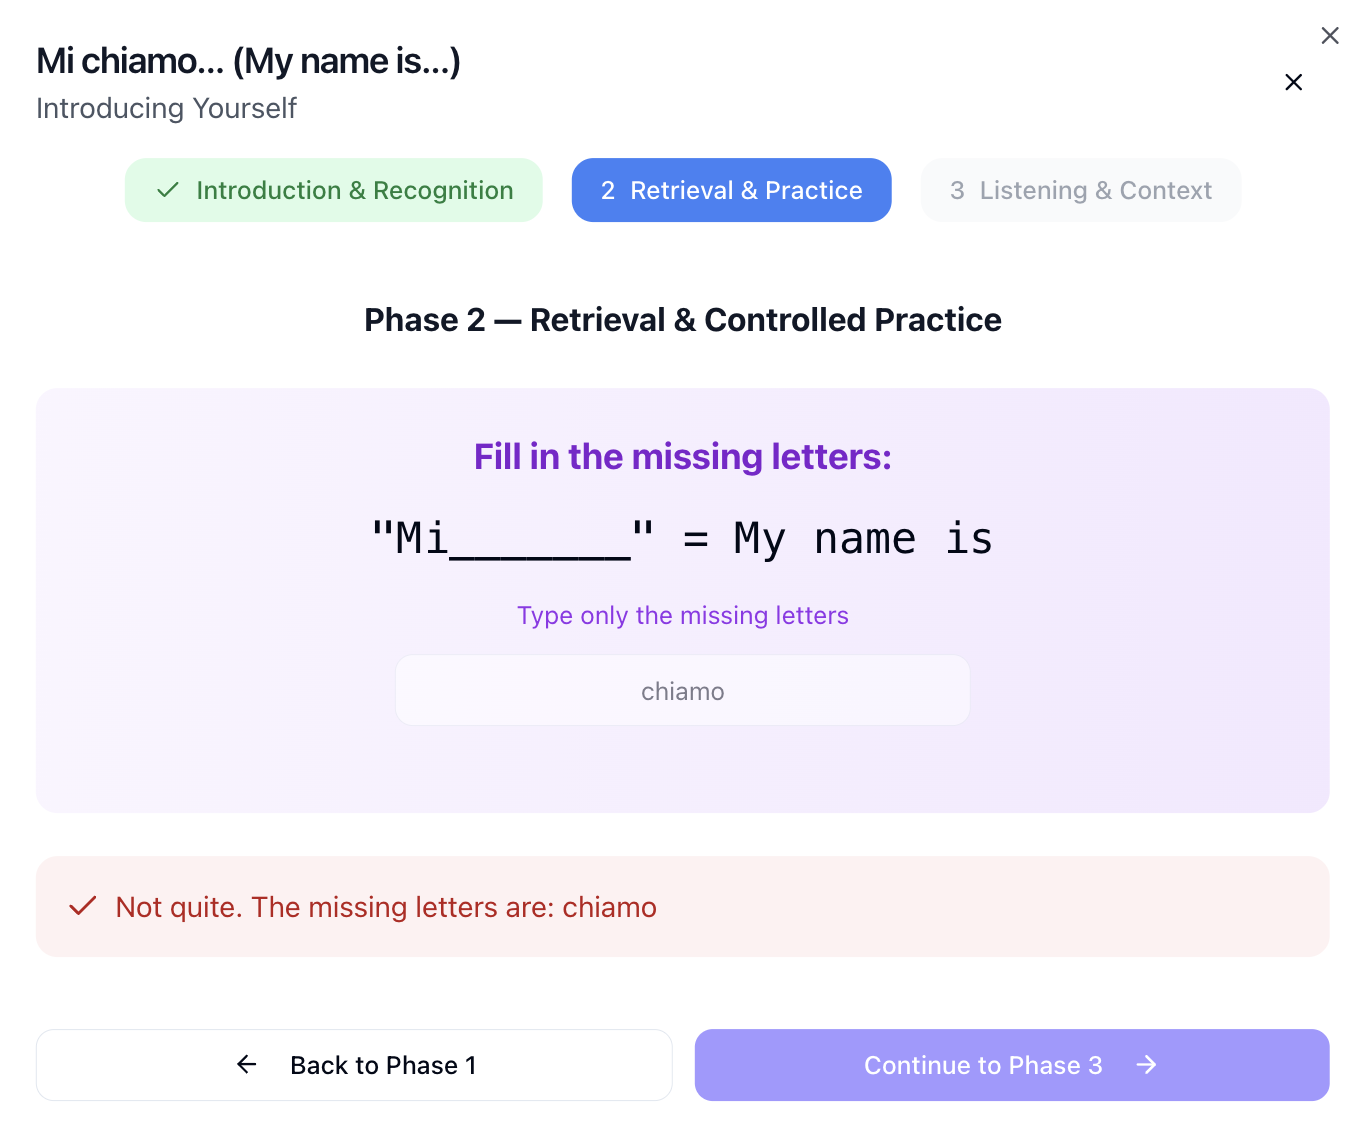 Mi chiamo... (My name is...)
Introducing Yourself
Introduction & Recognition
2 Retrieval & Practice
3 Listening & Context
Phase 2 — Retrieval & Controlled Practice
Fill in the missing letters:
"Mi_______" = My name is
Type only the missing letters
chiamo
Not quite. The missing letters are: chiamo
Back to Phase 1
Continue to Phase 3